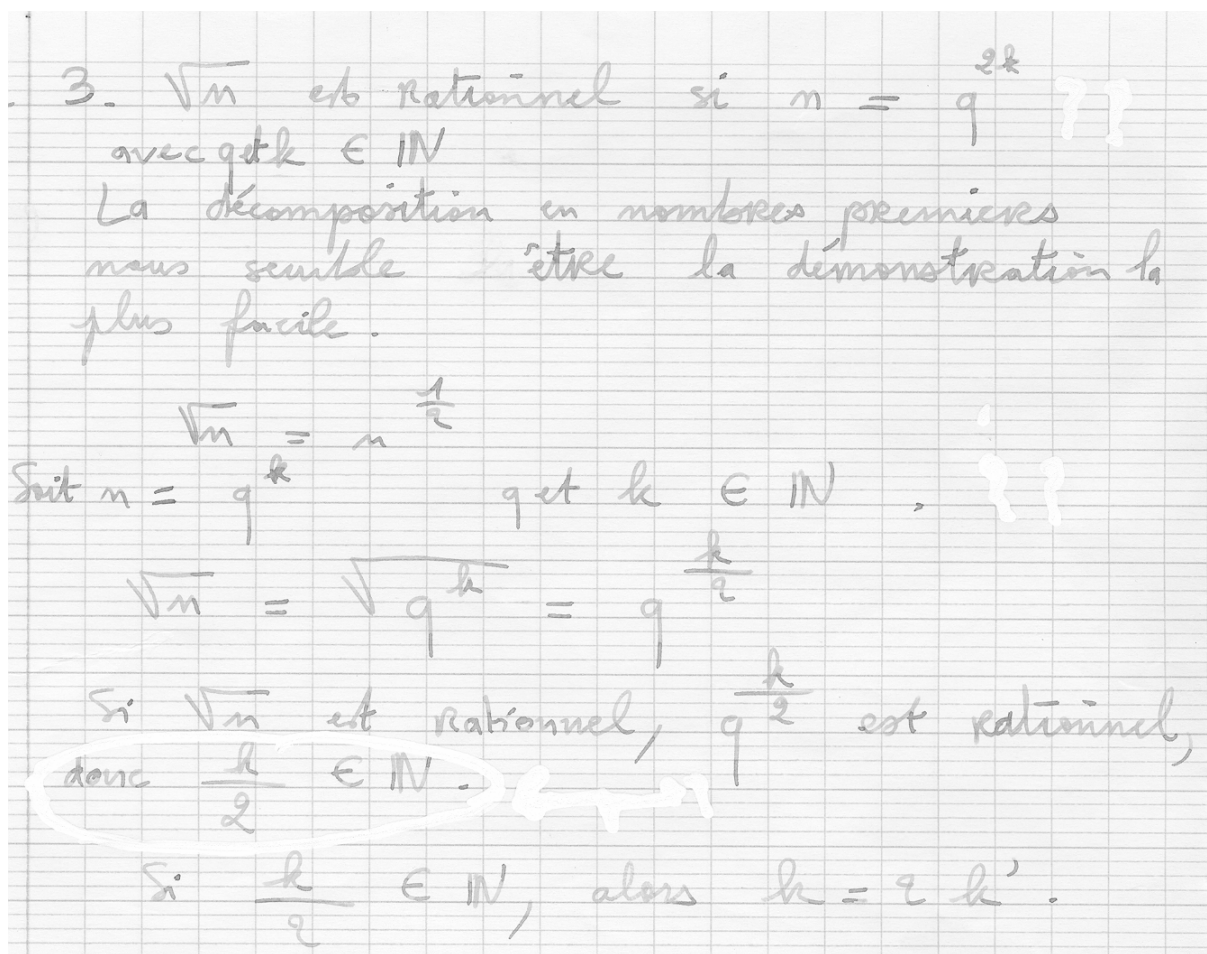 3. √n est rationnel si n = q^{2k} ??
avec q et k ∈ ℕ
La décomposition en nombres premiers
nous semble être la démonstration la
plus facile.
√n = n^{1/2}
Soit n = q^k q et k ∈ ℕ. ??
√n = √(q^k) = q^{k/2}
Si √n est rationnel, q^{k/2} est rationnel,
donc k/2 ∈ ℕ.
Si k/2 ∈ ℕ, alors k = 2 k'.